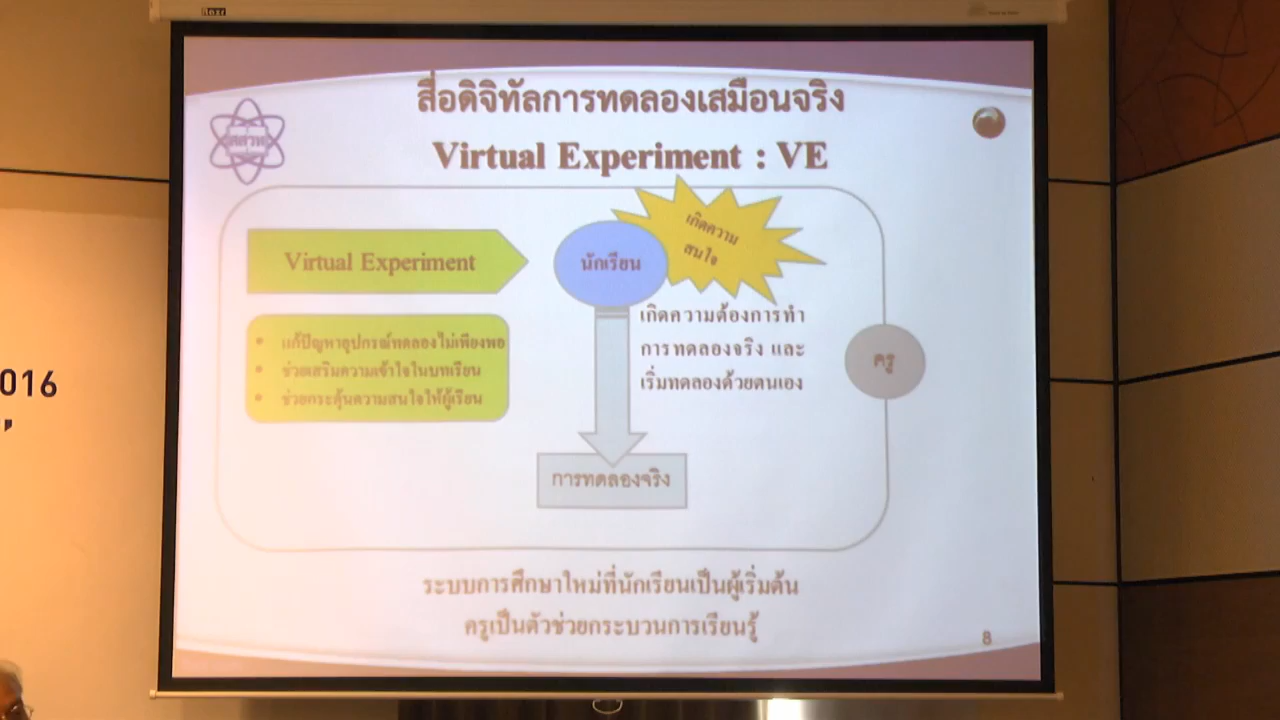 สื่อดิจิทัลการทดลองเสมือนจริง
Virtual Experiment : VE
สสวท
Virtual Experiment
นักเรียน
เกิดความ
สนใจ
• แก้ปัญหาอุปกรณ์ทดลองไม่เพียงพอ
• ช่วยเสริมความเข้าใจในบทเรียน
• ช่วยกระตุ้นความสนใจให้ผู้เรียน
เกิดความต้องการทำ
การทดลองจริง และ
เริ่มทดลองด้วยตนเอง
ครู
การทดลองจริง
ระบบการศึกษาใหม่ที่นักเรียนเป็นผู้เริ่มต้น
ครูเป็นตัวช่วยกระบวนการเรียนรู้
8
016